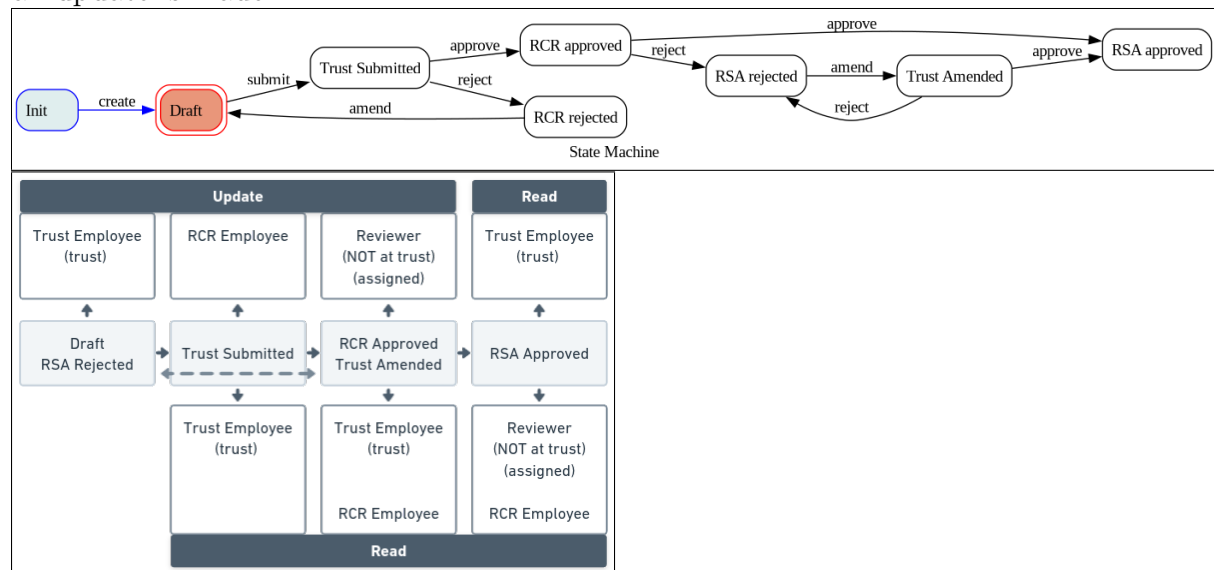 approve
approve
RCR approved
reject
RSA approved
approve
Trust Submitted
RSA rejected
amend
Trust Amended
submit
reject
create
Init
Draft
amend
reject
RCR rejected
State Machine
Update
Read
Trust Employee
(trust)
RCR Employee
Reviewer
(NOT at trust)
(assigned)
Trust Employee
(trust)
Draft
RSA Rejected
Trust Submitted
RCR Approved
Trust Amended
RSA Approved
Trust Employee
(trust)
Trust Employee
(trust)
RCR Employee
Reviewer
(NOT at trust)
(assigned)
RCR Employee
Read